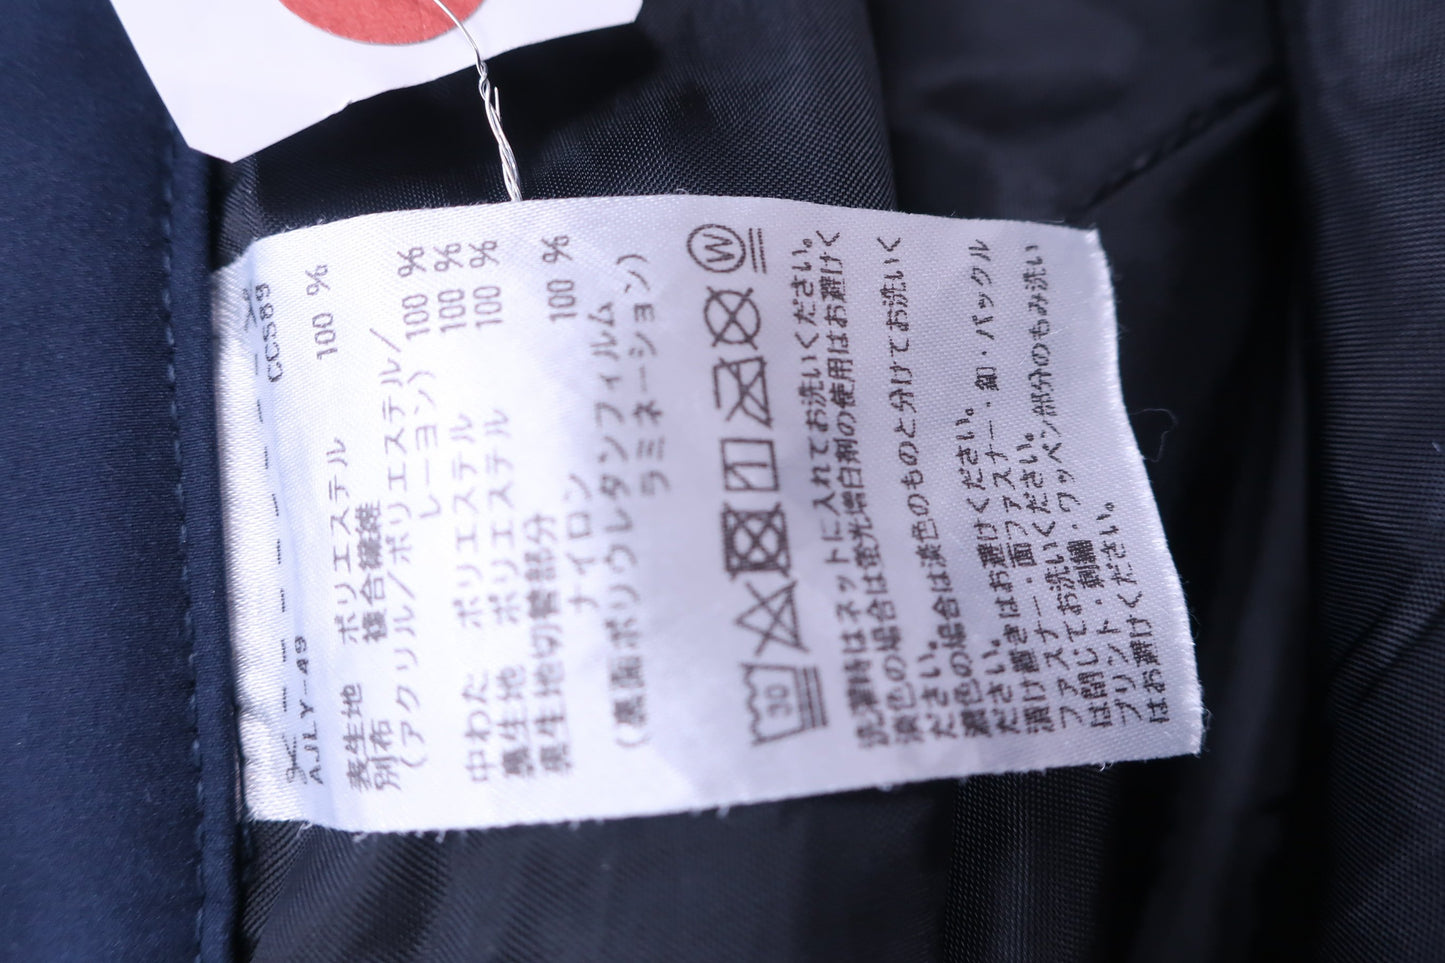 CC589
AJLY-49
表生地 ポリエステル 100 %
別布 複合繊維
(アクリル/ポリエステル/
レーヨン) 100 %
中わた ポリエステル 100 %
裏生地 ポリエステル 100 %
裏生地切替部分
ナイロン 100 %
(裏面ポリウレタンフィルム
ラミネーション)
30
W
洗濯時はネットに入れてお洗いください。
淡色の場合は蛍光増白剤の使用はお避けく
ださい。
濃色の場合は淡色のものと分けてお洗いく
ださい。
漬け置きはお避けください。
ファスナー・面ファスナー・釦・バックル
は閉じてお洗いください。
プリント・刺繍・ワッペン部分のもみ洗い
はお避けください。